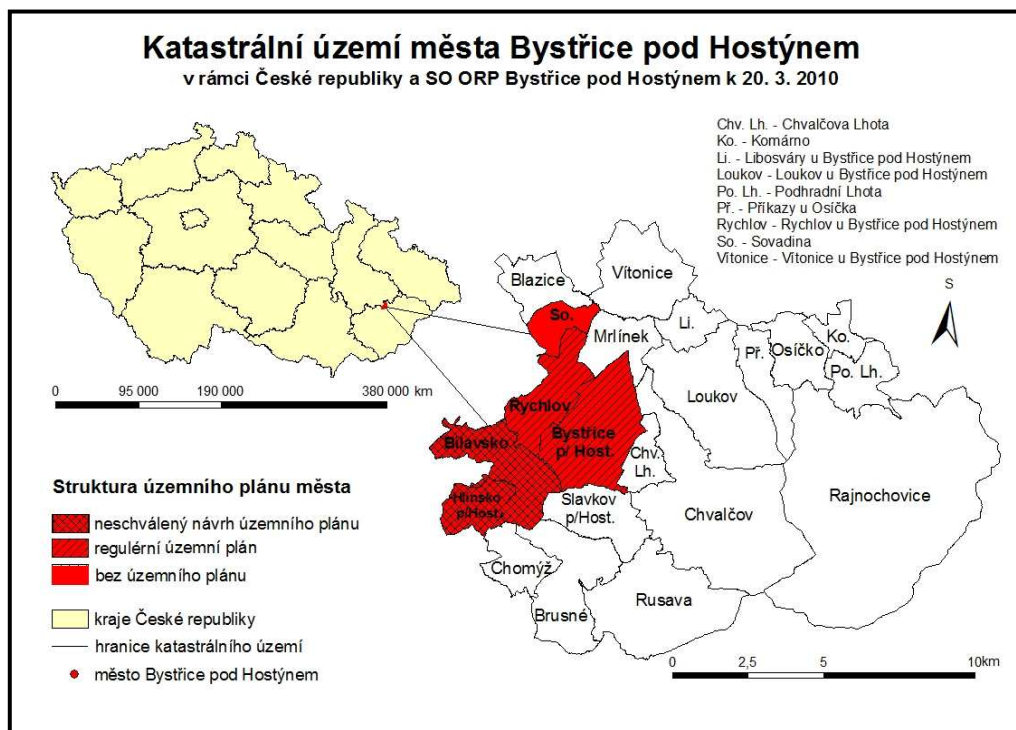 Katastrální území města Bystřice pod Hostýnem
v rámci České republiky a SO ORP Bystřice pod Hostýnem k 20. 3. 2010
Chv. Lh. - Chvalčova Lhota
Ko. - Komárno
Li. - Libosváry u Bystřice pod Hostýnem
Loukov - Loukov u Bystřice pod Hostýnem
Po. Lh. - Podhradní Lhota
Př. - Příkazy u Osíčka
Rychlov - Rychlov u Bystřice pod Hostýnem
So. - Sovadina
Vítonice - Vítonice u Bystřice pod Hostýnem
S
Blazice
Vítonice
So.
Mrlínek
Li.
Př.
Osíčko
Ko.
Po. Lh.
Loukov
0 95 000 190 000 380 000 km
Rychlov
Bílavsko
Bystřice
p/ Host.
Chv.
Lh.
Rajnochovice
Hlinsko
p/Host.
Slavkov
p/Host.
Chvalčov
Chomýž
Brusné
Rusava
Struktura územního plánu města
neschválený návrh územního plánu
regulérní územní plán
bez územního plánu
kraje České republiky
hranice katastrálního území
město Bystřice pod Hostýnem
0 2,5 5 10km